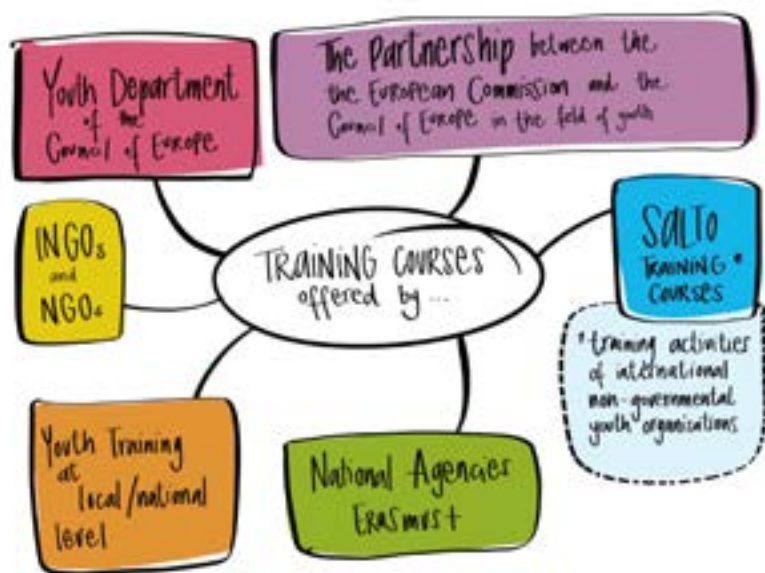 Youth Department
of the
Council of Europe
The Partnership between the
the European Commission and the
Council of Europe in the field of youth
INGOs
and
NGOs
TRAINING COURSES
offered by ...
SALTO
TRAINING *
COURSES
* training activities
of international
non-governmental
youth organisations
Youth Training
at
local/national
level
National Agencies
Erasmus+